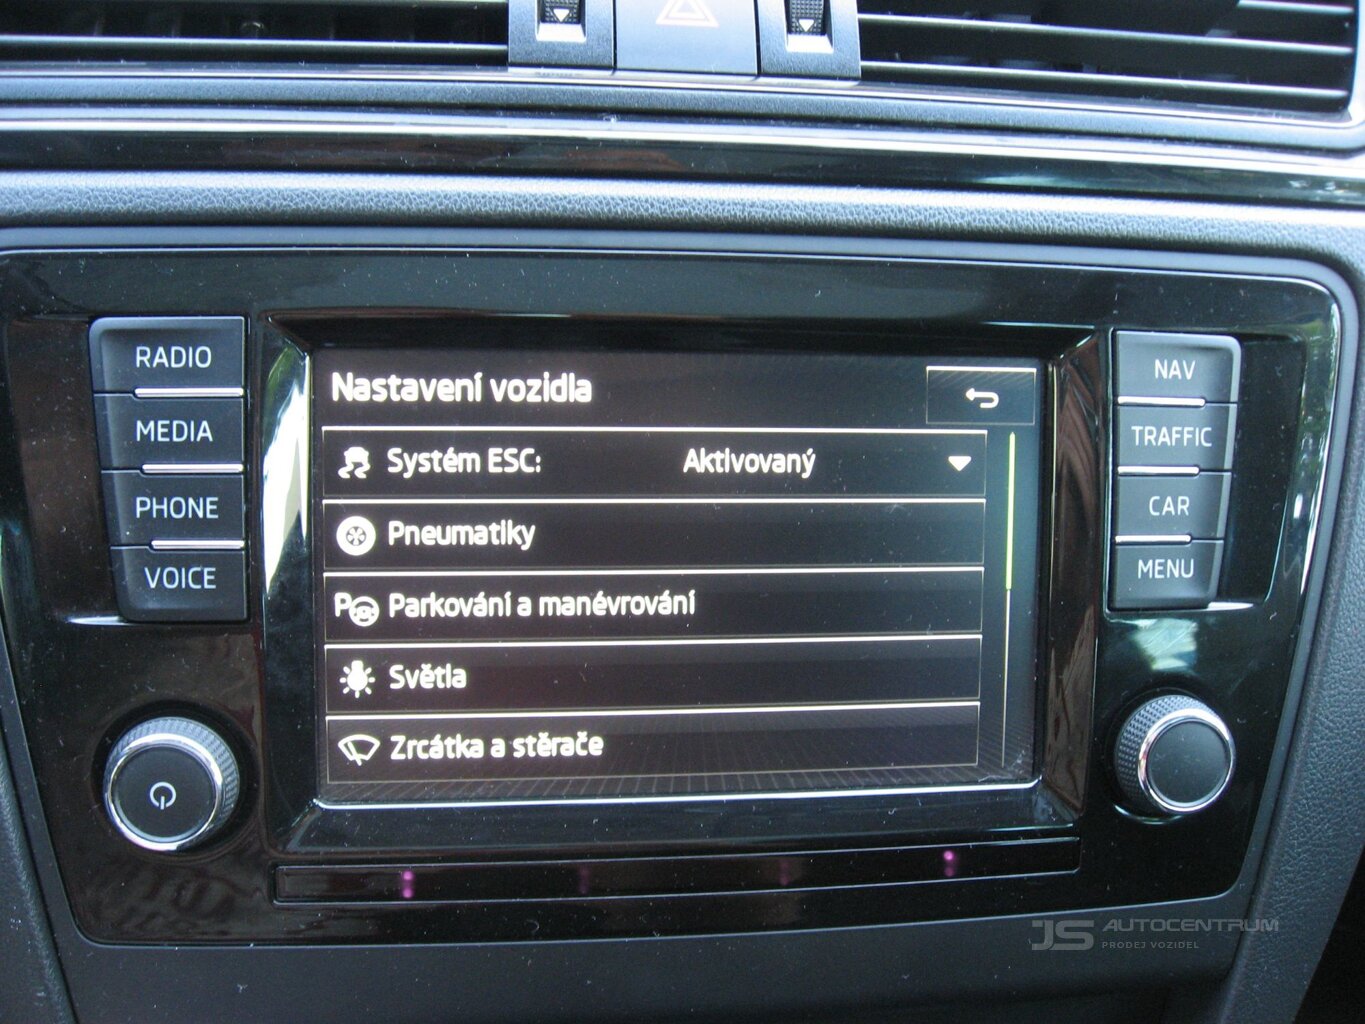 RADIO
MEDIA
PHONE
VOICE
Nastavení vozidla
Systém ESC: Aktivovaný
Pneumatiky
P Parkování a manévrování
Světla
Zrcátka a stěrače
NAV
TRAFFIC
CAR
MENU
JS AUTOCENTRUM
PRODEJ VOZIDEL